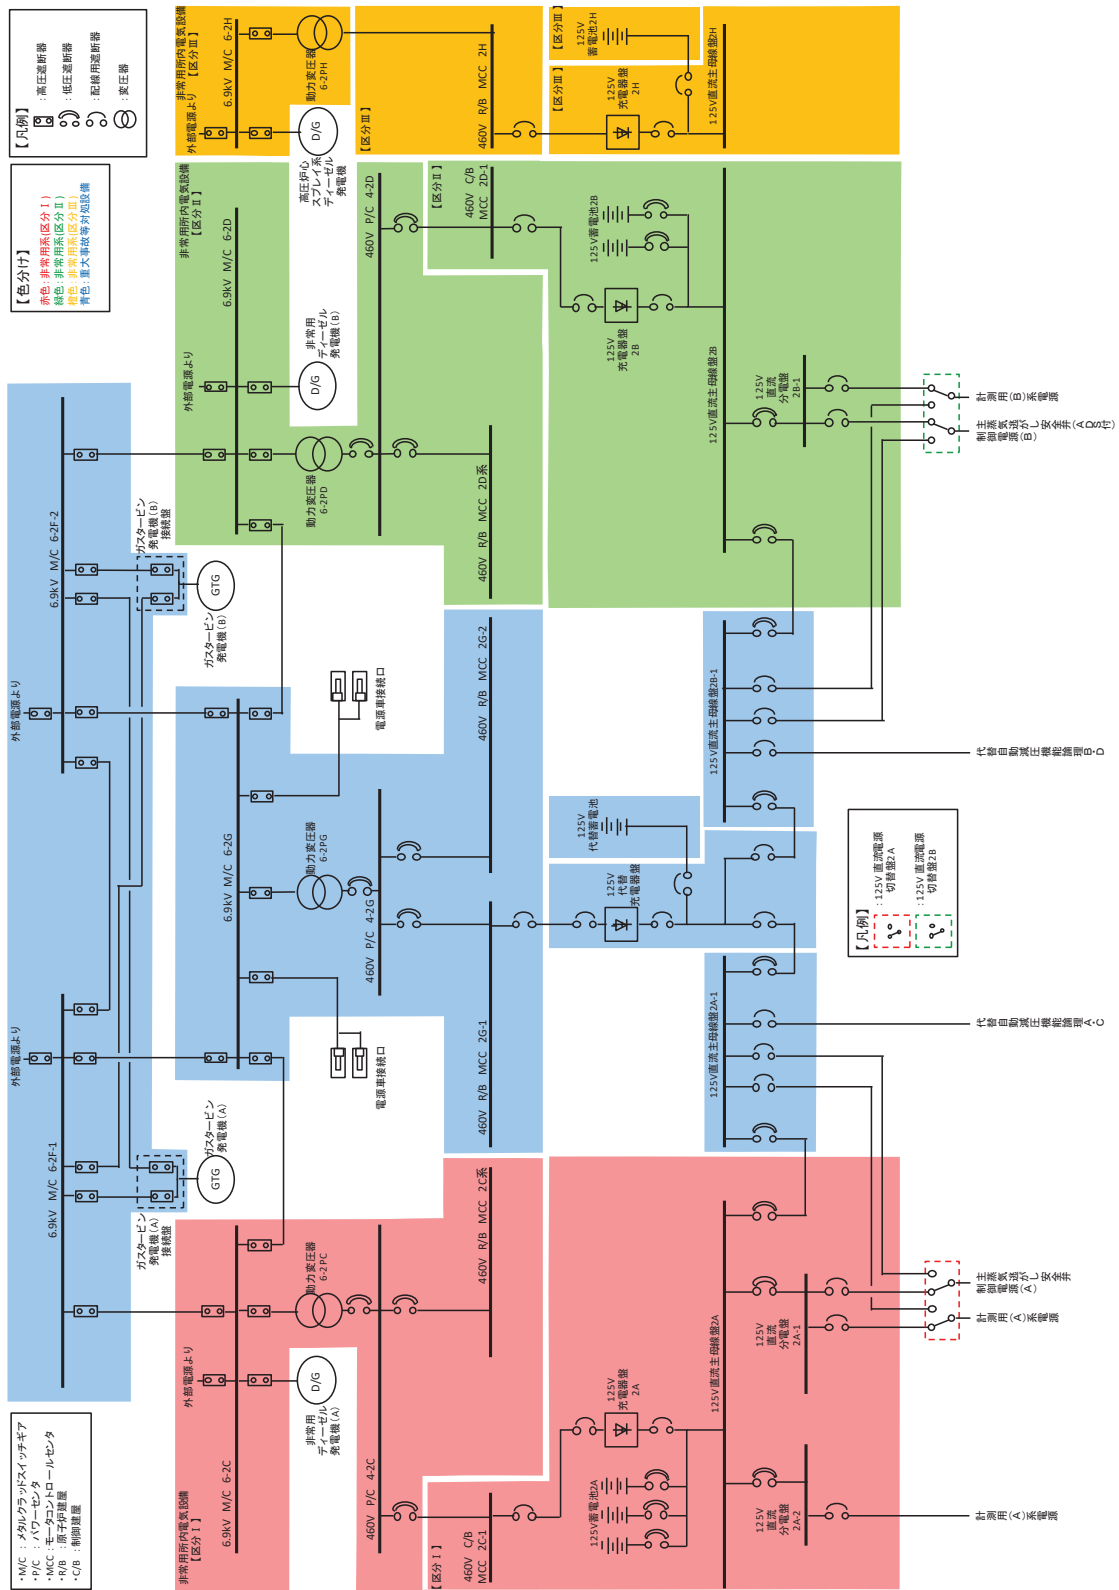 ・M/C ：メタルクラッドスイッチギア
・P/C ：パワーセンタ
・MCC：モータコントロールセンタ
・R/B ：原子炉建屋
・C/B ：制御建屋
【色分け】
赤色：非常用系(区分Ⅰ)
緑色：非常用系(区分Ⅱ)
橙色：非常用系(区分Ⅲ)
青色：重大事故等対処設備
【凡例】
：高圧遮断器
：低圧遮断器
：配線用遮断器
：変圧器
外部電源より
6.9kV M/C 6-2F-1
外部電源より
6.9kV M/C 6-2F-2
ガスタービン
発電機(A)
接続盤
GTG
ガスタービン
発電機(A)
ガスタービン
発電機(B)
接続盤
GTG
ガスタービン
発電機(B)
非常用所内電気設備
【区分Ⅰ】
外部電源より
6.9kV M/C 6-2C
D/G
非常用
ディーゼル
発電機(A)
動力変圧器
6-2PC
460V P/C 4-2C
460V R/B MCC 2C系
6.9kV M/C 6-2G
電源車接続口
動力変圧器
6-2PG
電源車接続口
460V P/C 4-2G
460V R/B MCC 2G-1
460V R/B MCC 2G-2
非常用所内電気設備
【区分Ⅱ】
外部電源より
6.9kV M/C 6-2D
動力変圧器
6-2PD
D/G
非常用
ディーゼル
発電機(B)
460V P/C 4-2D
460V R/B MCC 2D系
非常用所内電気設備
【区分Ⅲ】
外部電源より
6.9kV M/C 6-2H
D/G
高圧炉心
スプレイ系
ディーゼル
発電機
動力変圧器
6-2PH
【区分Ⅲ】
460V R/B MCC 2H
【区分Ⅰ】
460V C/B
MCC 2C-1
125V蓄電池2A
125V
充電器盤
2A
125V直流主母線盤2A
125V
直流
分電盤
2A-2
125V
直流
分電盤
2A-1
125V直流主母線盤2A-1
125V
代替
充電器盤
125V
代替蓄電池
125V直流主母線盤2B-1
【区分Ⅱ】
460V C/B
MCC 2D-1
125V蓄電池2B
125V
充電器盤
2B
125V直流主母線盤2B
125V
直流
分電盤
2B-1
【区分Ⅲ】
125V
充電器盤
2H
【区分Ⅲ】
125V
蓄電池2H
125V直流主母線盤2H
【凡例】
：125V 直流電源
切替盤2A
：125V 直流電源
切替盤2B
計測用(A)系電源
計測用(A)系電源
主蒸気逃がし安全弁
制御電源(A)
代替自動減圧機能論理A・C
代替自動減圧機能論理B・D
主蒸気逃がし安全弁(ADS付)
制御電源(B)
計測用(B)系電源